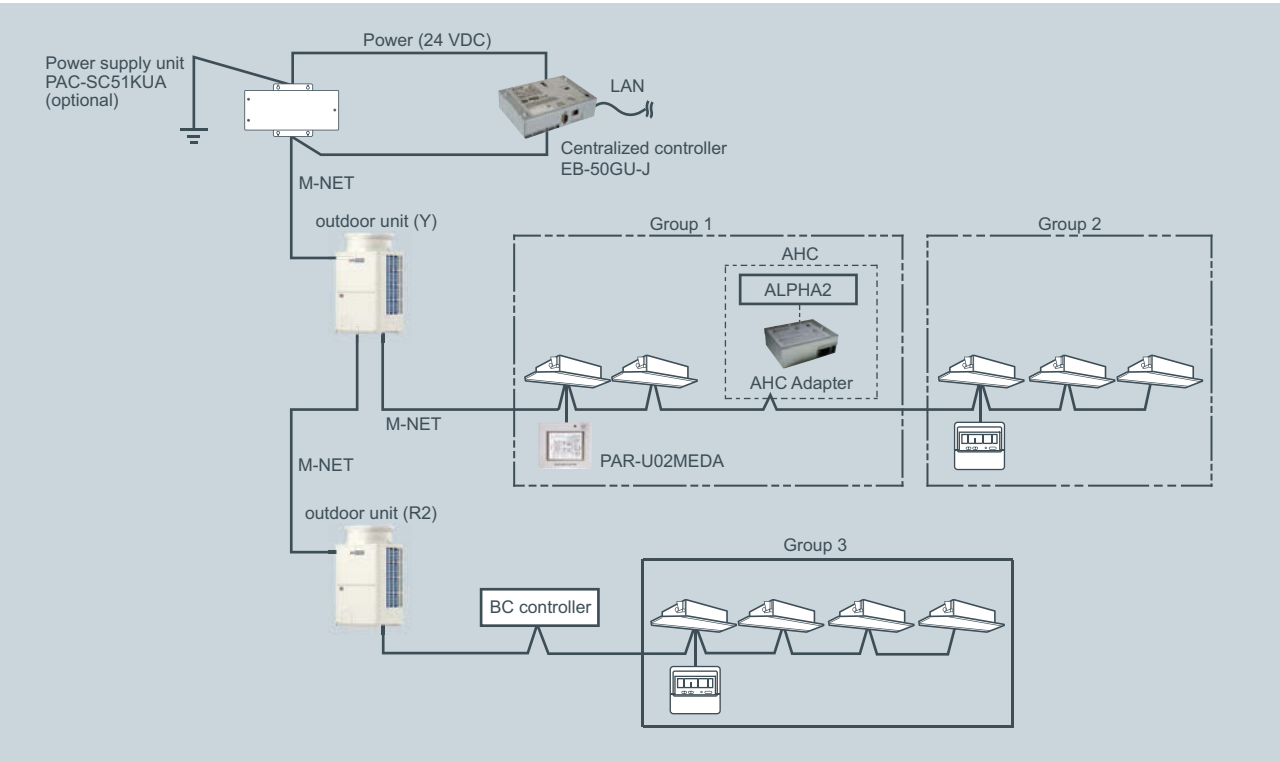 Power (24 VDC)
Power supply unit
PAC-SC51KUA
(optional)
LAN
Centralized controller
EB-50GU-J
M-NET
outdoor unit (Y)
Group 1
Group 2
AHC
ALPHA2
AHC Adapter
M-NET
PAR-U02MEDA
M-NET
outdoor unit (R2)
Group 3
BC controller